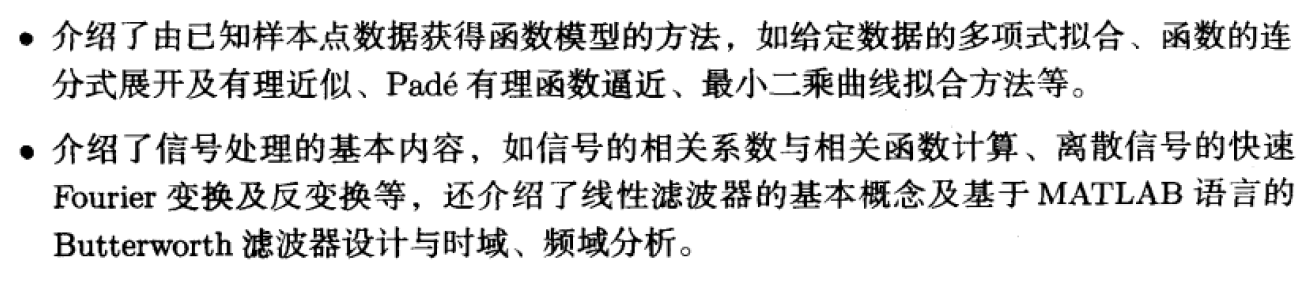 • 介绍了由已知样本点数据获得函数模型的方法，如给定数据的多项式拟合、函数的连
分式展开及有理近似、Padé 有理函数逼近、最小二乘曲线拟合方法等。
• 介绍了信号处理的基本内容，如信号的相关系数与相关函数计算、离散信号的快速
Fourier 变换及反变换等，还介绍了线性滤波器的基本概念及基于 MATLAB 语言的
Butterworth 滤波器设计与时域、频域分析。